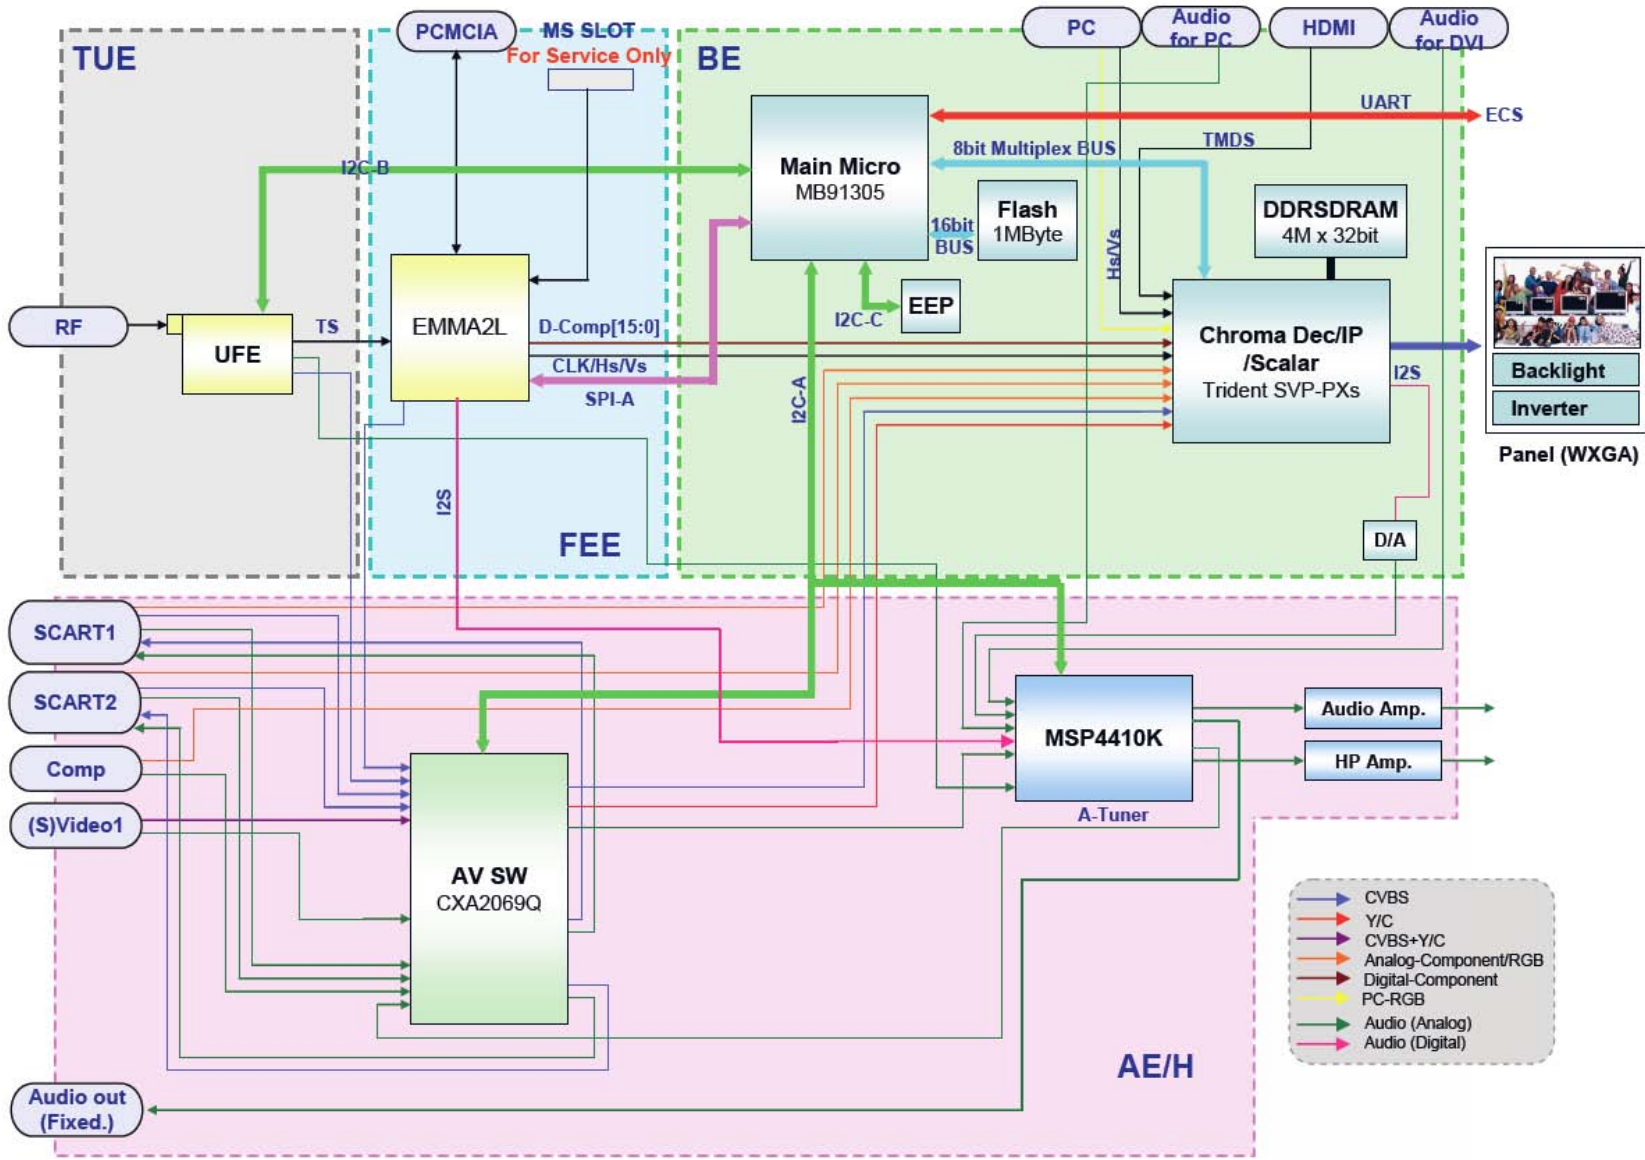 PCMCIA
MS SLOT
For Service Only
PC
Audio
for PC
HDMI
Audio
for DVI
TUE
BE
UART
ECS
Main Micro
MB91305
8bit Multiplex BUS
TMDS
I2C-B
Flash
1MByte
16bit
BUS
DDRSDRAM
4M x 32bit
Hs/Vs
EEP
I2C-C
RF
TS
UFE
EMMA2L
D-Comp[15:0]
CLK/Hs/Vs
SPI-A
I2C-A
Chroma Dec/IP
/Scalar
Trident SVP-PXs
I2S
Backlight
Inverter
Panel (WXGA)
I2S
FEE
D/A
SCART1
SCART2
Comp
(S)Video1
MSP4410K
Audio Amp.
HP Amp.
A-Tuner
AV SW
CXA2069Q
CVBS
Y/C
CVBS+Y/C
Analog-Component/RGB
Digital-Component
PC-RGB
Audio (Analog)
Audio (Digital)
AE/H
Audio out
(Fixed.)